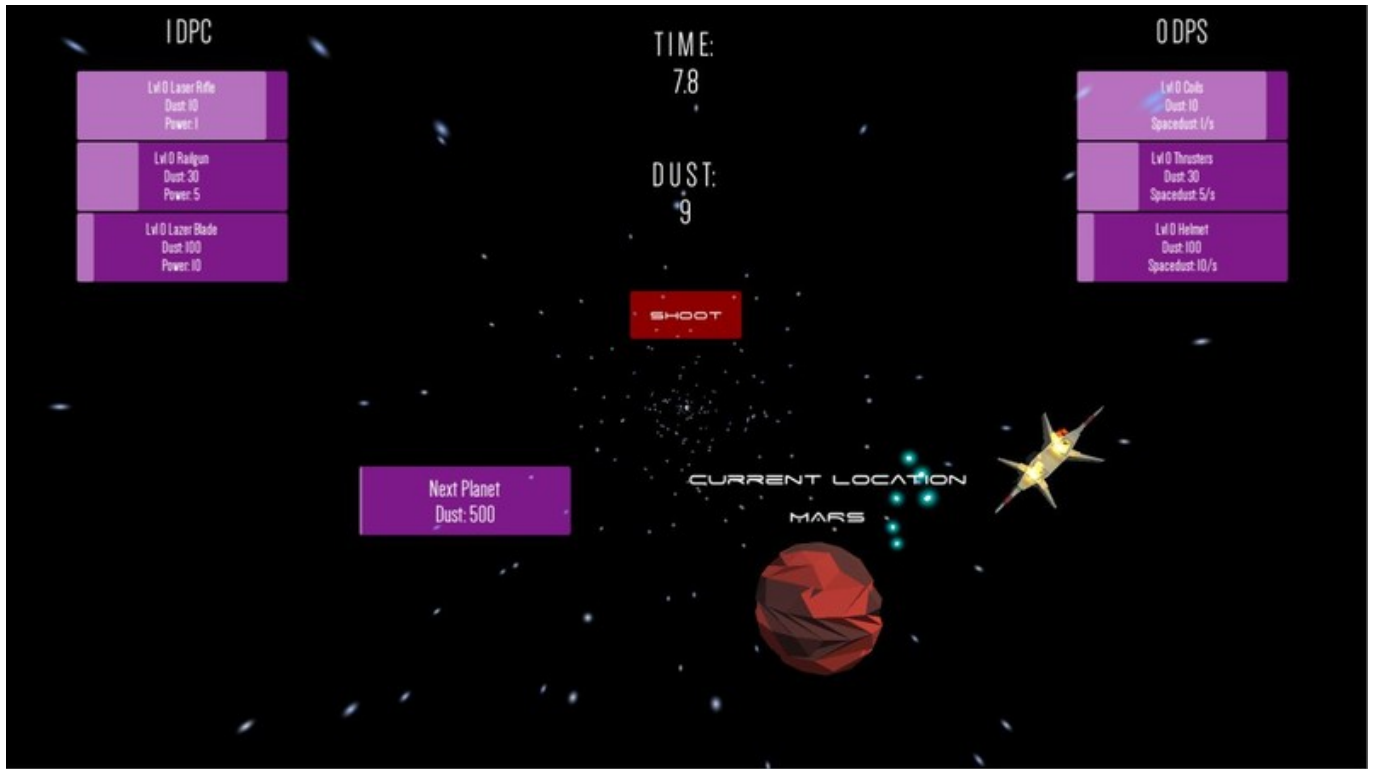 1 DPC
Lvl 0 Laser Rifle
Dust: 10
Power: 1
Lvl 0 Railgun
Dust: 30
Power: 5
Lvl 0 Lazer Blade
Dust: 100
Power: 10
TIME:
7.8
DUST:
9
SHOOT
0 DPS
Lvl 0 Coils
Dust: 10
Spacedust: 1/s
Lvl 0 Thrusters
Dust: 30
Spacedust: 5/s
Lvl 0 Helmet
Dust: 100
Spacedust: 10/s
Next Planet
Dust: 500
CURRENT LOCATION
MARS